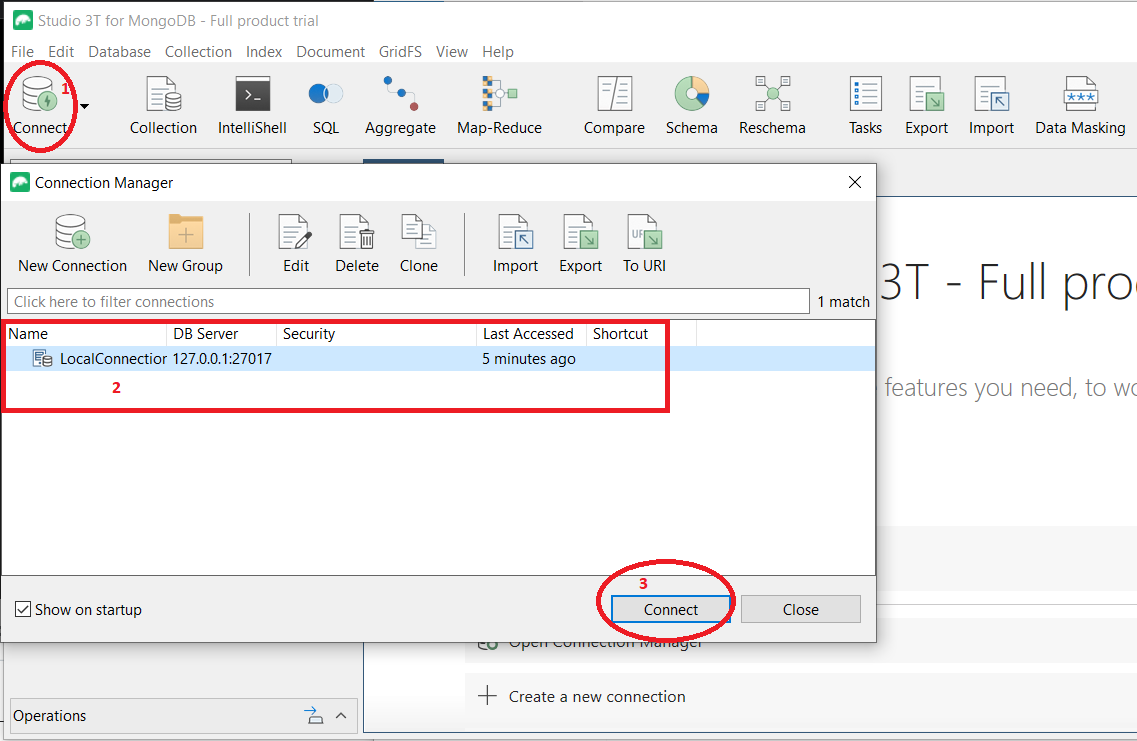 Studio 3T for MongoDB - Full product trial
File Edit Database Collection Index Document GridFS View Help
1
Connect Collection IntelliShell SQL Aggregate Map-Reduce Compare Schema Reschema Tasks Export Import Data Masking
Connection Manager
New Connection New Group Edit Delete Clone Import Export To URI
Click here to filter connections 1 match
3T - Full pro
Name DB Server Security Last Accessed Shortcut
LocalConnection 127.0.0.1:27017 5 minutes ago
2
features you need, to wo
3
Show on startup Connect Close
Open Connection Manager
Create a new connection
Operations